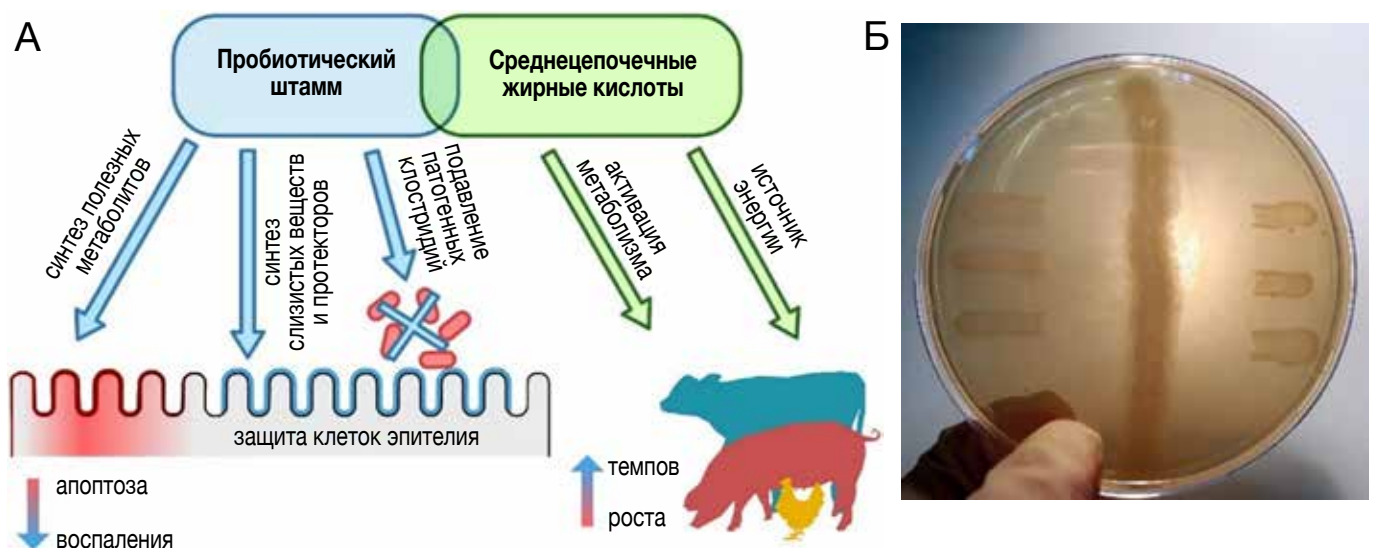 А
Пробиотический
штамм
Среднецепочечные
жирные кислоты
синтез полезных
метаболитов
синтез
слизистых веществ
и протекторов
подавление
патогенных
клостридий
активация
метаболизма
источник
энергии
защита клеток эпителия
апоптоза
воспаления
темпов
роста
Б